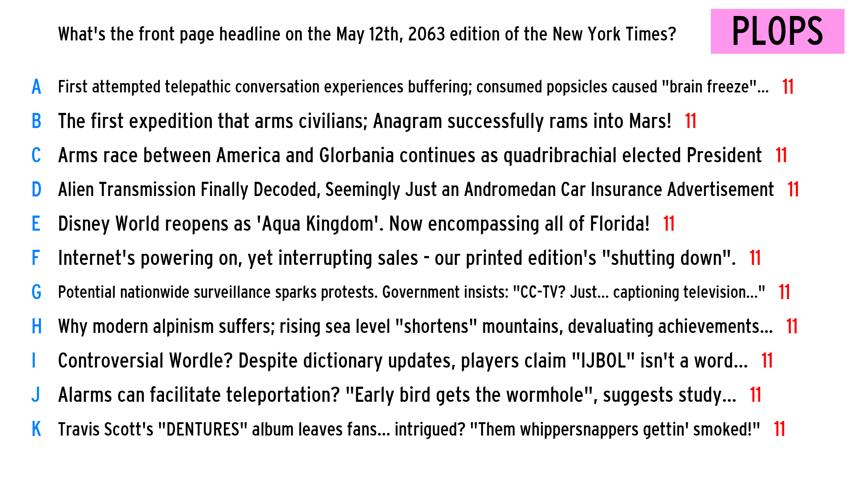 What's the front page headline on the May 12th, 2063 edition of the New York Times?
PLOPS
A First attempted telepathic conversation experiences buffering; consumed popsicles caused "brain freeze"... 11
B The first expedition that arms civilians; Anagram successfully rams into Mars! 11
C Arms race between America and Glorbania continues as quadribrachial elected President 11
D Alien Transmission Finally Decoded, Seemingly Just an Andromedan Car Insurance Advertisement 11
E Disney World reopens as 'Aqua Kingdom'. Now encompassing all of Florida! 11
F Internet's powering on, yet interrupting sales - our printed edition's "shutting down". 11
G Potential nationwide surveillance sparks protests. Government insists: "CC-TV? Just... captioning television..." 11
H Why modern alpinism suffers; rising sea level "shortens" mountains, devaluating achievements... 11
I Controversial Wordle? Despite dictionary updates, players claim "IJBOL" isn't a word... 11
J Alarms can facilitate teleportation? "Early bird gets the wormhole", suggests study... 11
K Travis Scott's "DENTURES" album leaves fans... intrigued? "Them whippersnappers gettin' smoked!" 11